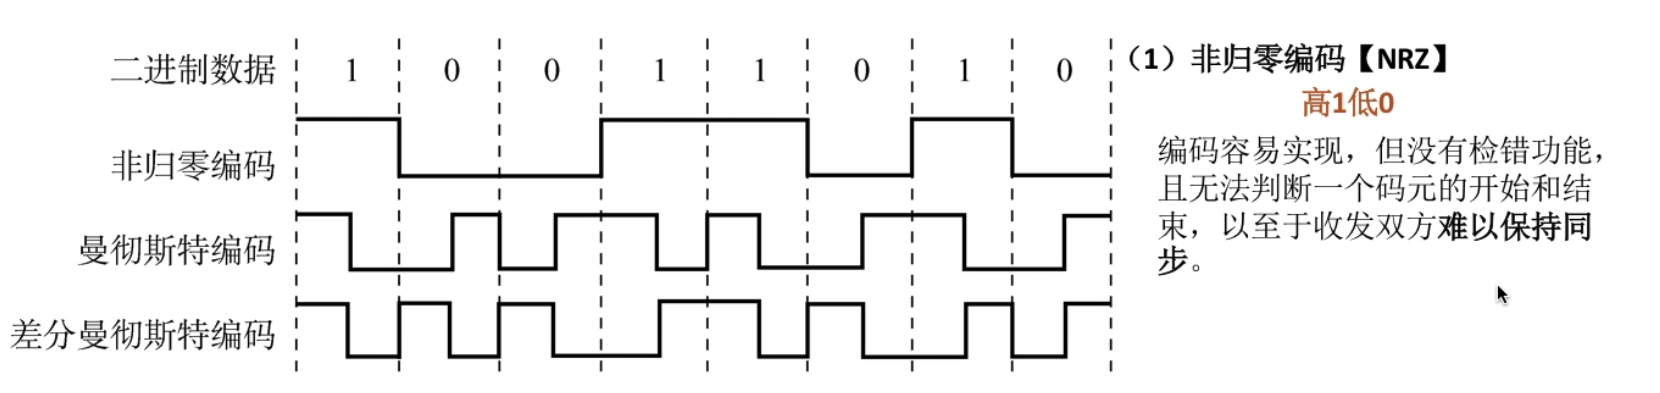 二进制数据 1 0 0 1 1 0 1 0
非归零编码
曼彻斯特编码
差分曼彻斯特编码
（1）非归零编码【NRZ】
高1低0
编码容易实现，但没有检错功能，
且无法判断一个码元的开始和结
束，以至于收发双方难以保持同
步。